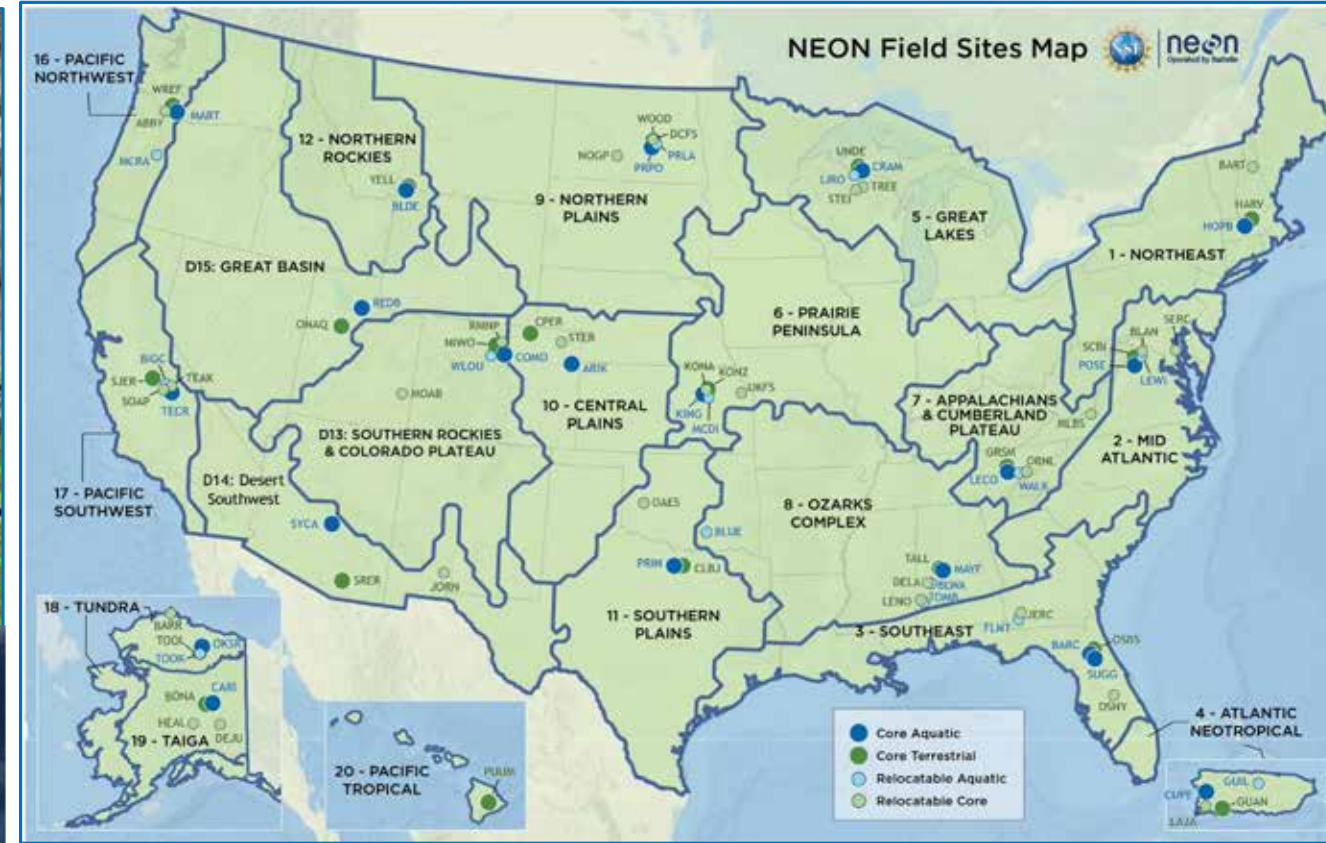 NEON Field Sites Map
NSF
neon
Operated by Battelle
16 - PACIFIC
NORTHWEST
WREF
ABBY
MART
MCRA
12 - NORTHERN
ROCKIES
YELL
BLDE
WOOD
DCFS
NOGP
PRLA
PRPO
9 - NORTHERN
PLAINS
UNDE
CRAM
LIRO
TREE
STEI
5 - GREAT
LAKES
BART
HARV
HOPB
1 - NORTHEAST
D15: GREAT BASIN
REDB
ONAQ
RMNP
NIWO
WLOU
COMO
CPER
STER
ARIK
10 - CENTRAL
PLAINS
6 - PRAIRIE
PENINSULA
KONA
KONZ
UKFS
KING
MCDI
SERC
BLAN
SCBI
POSE
LEWI
7 - APPALACHIANS
& CUMBERLAND
PLATEAU
MLBS
2 - MID
ATLANTIC
GRSM
ORNL
LECO
WALK
BIGC
SJER
TEAK
SOAP
TECR
MOAB
D13: SOUTHERN ROCKIES
& COLORADO PLATEAU
17 - PACIFIC
SOUTHWEST
D14: Desert
Southwest
SYCA
SRER
JORN
OAES
BLUE
PRIN
CLBJ
11 - SOUTHERN
PLAINS
8 - OZARKS
COMPLEX
TALL
MAYF
DELA
BLWA
TOMB
LENO
3 - SOUTHEAST
FLNT
JERC
BARC
OSBS
SUGG
DSNY
4 - ATLANTIC
NEOTROPICAL
GUIL
CUPE
GUAN
LAJA
18 - TUNDRA
BARR
TOOL
OKSR
TOOK
BONA
CARI
HEAL
DEJU
19 - TAIGA
20 - PACIFIC
TROPICAL
PUUM
Core Aquatic
Core Terrestrial
Relocatable Aquatic
Relocatable Core